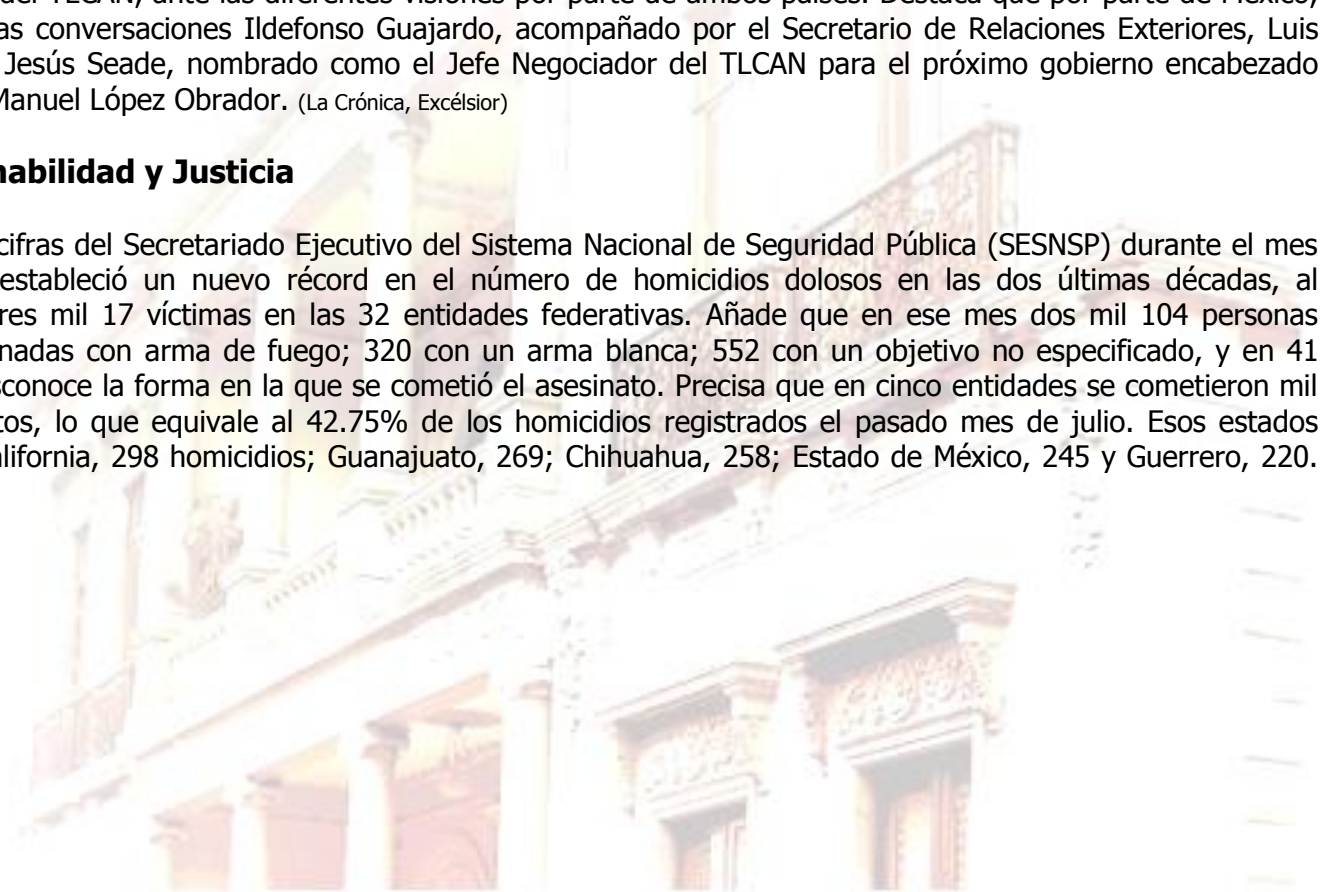 del TLCAN, ante las diferentes visiones por parte de ambos países. Destaca que por parte de México,
as conversaciones Ildefonso Guajardo, acompañado por el Secretario de Relaciones Exteriores, Luis
Jesús Seade, nombrado como el Jefe Negociador del TLCAN para el próximo gobierno encabezado
Manuel López Obrador. (La Crónica, Excélsior)
nabilidad y Justicia
cifras del Secretariado Ejecutivo del Sistema Nacional de Seguridad Pública (SESNSP) durante el mes
estableció un nuevo récord en el número de homicidios dolosos en las dos últimas décadas, al
res mil 17 víctimas en las 32 entidades federativas. Añade que en ese mes dos mil 104 personas
nadas con arma de fuego; 320 con un arma blanca; 552 con un objetivo no especificado, y en 41
sconoce la forma en la que se cometió el asesinato. Precisa que en cinco entidades se cometieron mil
tos, lo que equivale al 42.75% de los homicidios registrados el pasado mes de julio. Esos estados
alifornia, 298 homicidios; Guanajuato, 269; Chihuahua, 258; Estado de México, 245 y Guerrero, 220.